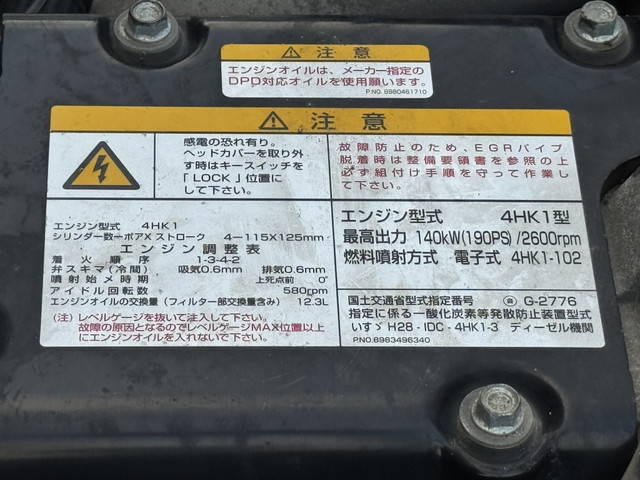 注意
エンジンオイルは、メーカー指定の
DPD対応オイルを使用願います。
P.NO. 8980461710
注意
感電の恐れ有り。
ヘッドカバーを取り外
す時はキースイッチを
「LOCK」位置に
して下さい。
故障防止のため、EGRパイプ
脱着時は整備要領書を参照の上
必ず組付け手順を守って作業し
て下さい。
エンジン型式 4HK1
シリンダー数ーボアXストローク 4-115X125mm
エンジン調整表
着火順序 1-3-4-2
弁スキマ(冷間) 吸気0.6mm 排気0.6mm
噴射始メ時期 上死点前 0°
アイドル回転数 580rpm
エンジンオイルの交換量(フィルター部交換量含み) 12.3L
(注)レベルゲージを抜いて注入して下さい。
故障の原因となるのでレベルゲージMAX位置以上
にエンジンオイルを入れないで下さい。
エンジン型式 4HK1型
最高出力 140kW(190PS)/2600rpm
燃料噴射方式 電子式 4HK1-102
国土交通省型式指定番号 G-2776
指定に係る一酸化炭素等発散防止装置型式
いすゞ H28-IDC-4HK1-3 ディーゼル機関
P.NO.8983496340